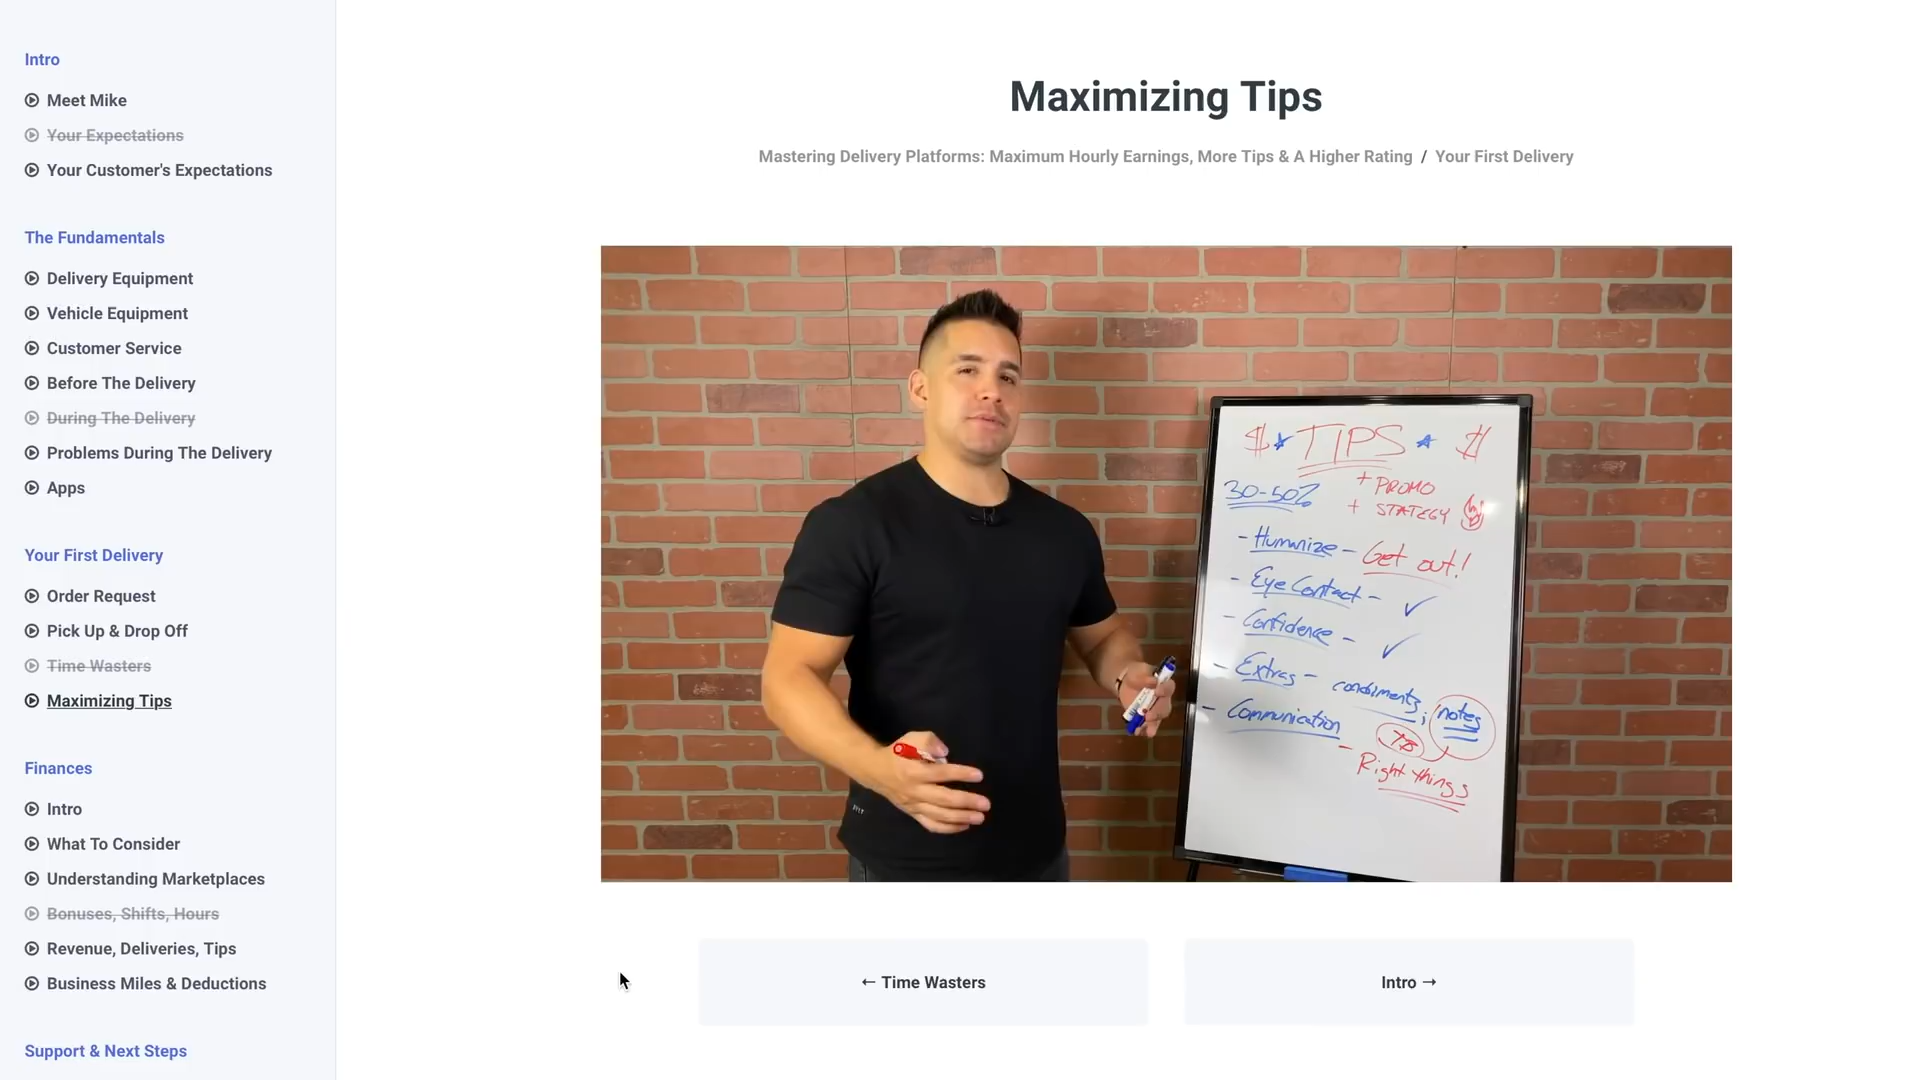 Intro
Meet Mike
Your Expectations
Your Customer's Expectations
The Fundamentals
Delivery Equipment
Vehicle Equipment
Customer Service
Before The Delivery
During The Delivery
Problems During The Delivery
Apps
Your First Delivery
Order Request
Pick Up & Drop Off
Time Wasters
Maximizing Tips
Finances
Intro
What To Consider
Understanding Marketplaces
Bonuses, Shifts, Hours
Revenue, Deliveries, Tips
Business Miles & Deductions
Support & Next Steps
Maximizing Tips
Mastering Delivery Platforms: Maximum Hourly Earnings, More Tips & A Higher Rating / Your First Delivery
$ ★ TIPS ★ $
30-50%
+ PROMO
+ STATEGY
- Humanize - Get out!
- Eye Contact - ✓
- Confidence - ✓
- Extras - condiments; notes
- Communication
- Right things
← Time Wasters
Intro →